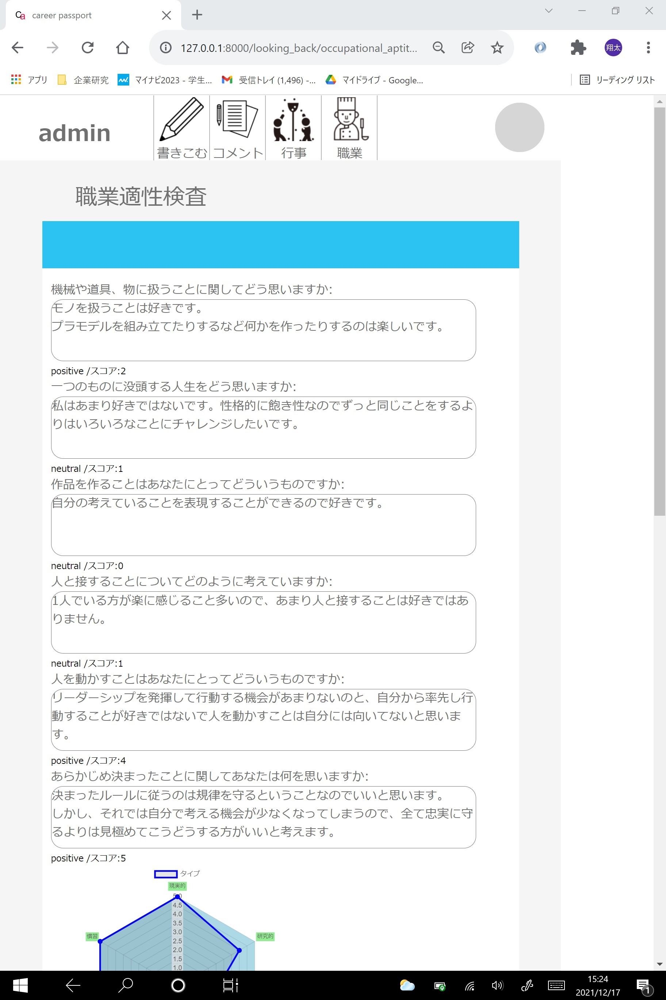 Ca career passport
127.0.0.1:8000/looking_back/occupational_aptit...
翔太
アプリ 企業研究 マイナビ2023 - 学生... 受信トレイ (1,496) -... マイドライブ - Google... リーディング リスト
admin
書きこむ コメント 行事 職業
職業適性検査
機械や道具、物に扱うことに関してどう思いますか:
モノを扱うことは好きです。
プラモデルを組み立てたりするなど何かを作ったりするのは楽しいです。
positive /スコア:2
一つのものに没頭する人生をどう思いますか:
私はあまり好きではないです。性格的に飽き性なのでずっと同じことをするよ
りはいろいろなことにチャレンジしたいです。
neutral /スコア:1
作品を作ることはあなたにとってどういうものですか:
自分の考えていることを表現することができるので好きです。
neutral /スコア:0
人と接することについてどのように考えていますか:
1人でいる方が楽に感じること多いので、あまり人と接することは好きではあ
りません。
neutral /スコア:1
人を動かすことはあなたにとってどういうものですか:
リーダーシップを発揮して行動する機会があまりないのと、自分から率先し行
動することが好きではないで人を動かすことは自分には向いてないと思いま
す。
positive /スコア:4
あらかじめ決まったことに関してあなたは何を思いますか:
決まったルールに従うのは規律を守るということなのでいいと思います。
しかし、それでは自分で考える機会が少なくなってしまうので、全て忠実に守
るよりは見極めてこうどうする方がいいと考えます。
positive /スコア:5
タイプ
現実的
5.0
4.5
4.0
3.5
3.0
慣習 研究的
2.5
2.0
1.5
1.0
15:24
2021/12/17
1